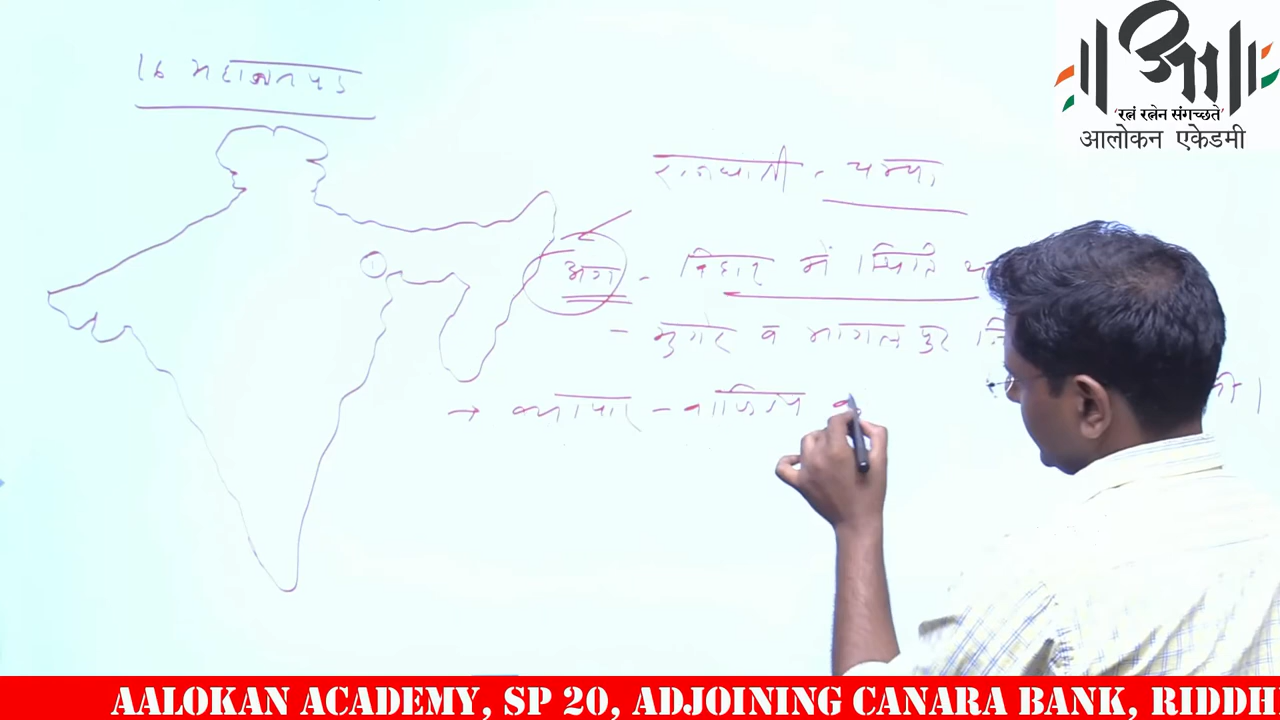 16 महाजनपद
राजधानी - चम्पा
अंग - बिहार में स्थिति
① 
- मुंगेर व भागलपुर
→ व्यापार - वाणिज्य
'रत्नं रत्नेन संगच्छते'
आलोकन एकेडमी
AALOKAN ACADEMY, SP 20, ADJOINING CANARA BANK, RIDDH